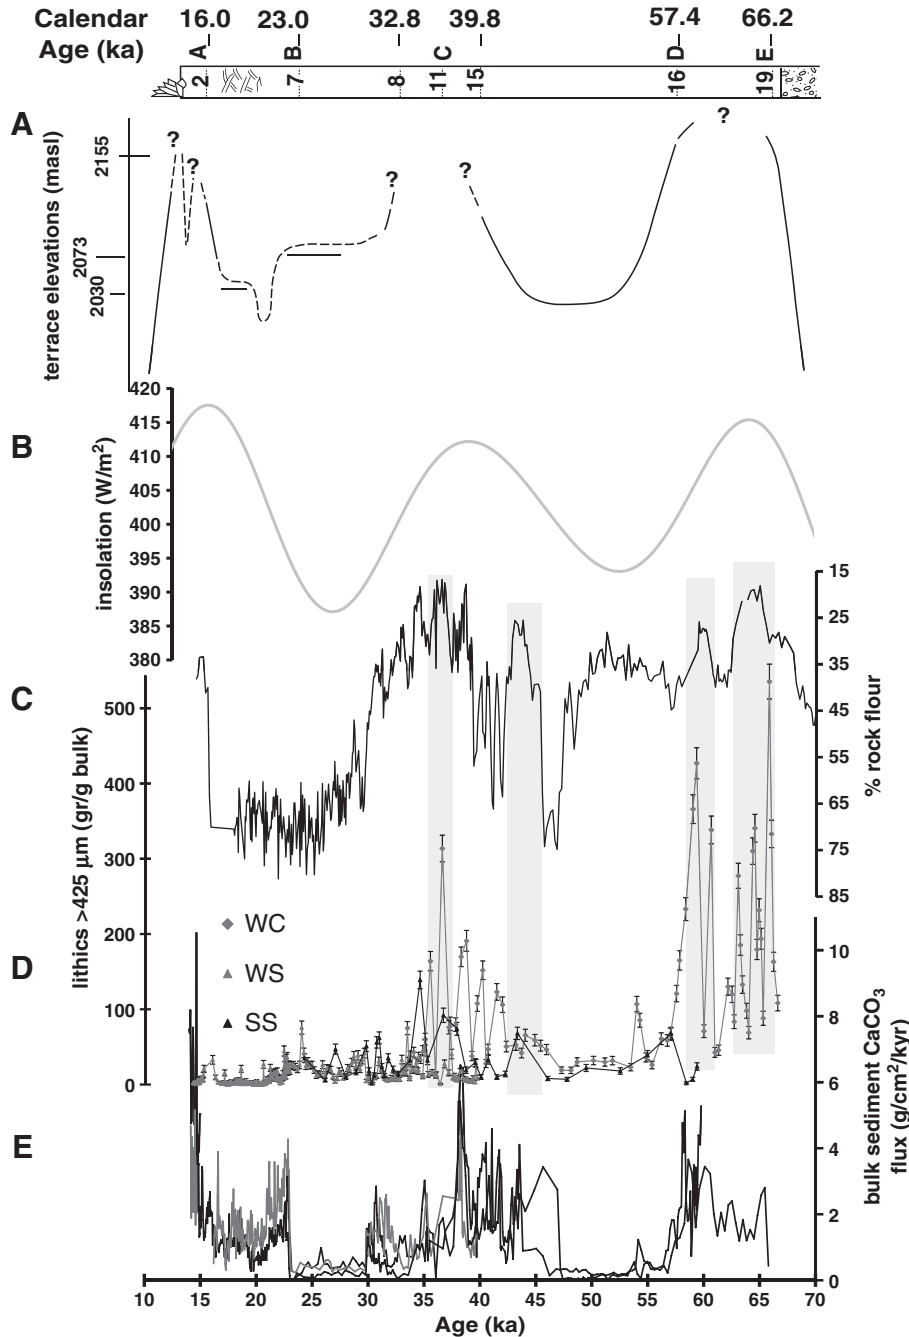 Calendar 16.0 23.0 32.8 39.8 57.4 66.2
Age (ka) A B C D E
2 7 8 11 15 16 19
A
terrace elevations (masl)
2155
2073
2030
? ? ? ? ?
B
insolation (W/m²)
420
415
410
405
400
395
390
385
380
15
25
35
45
55
65
75
85
% rock flour
C
lithics >425 µm (gr/g bulk)
500
400
300
200
100
0
WC
WS
SS
D
10
8
6
4
2
0
bulk sediment CaCO₃
flux (g/cm²/kyr)
E
10 15 20 25 30 35 40 45 50 55 60 65 70
Age (ka)